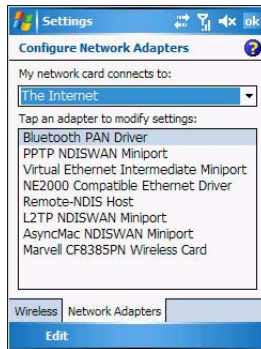 Settings
ok
Configure Network Adapters
?
My network card connects to:
The Internet
Tap an adapter to modify settings:
Bluetooth PAN Driver
PPTP NDISWAN Miniport
Virtual Ethernet Intermediate Miniport
NE2000 Compatible Ethernet Driver
Remote-NDIS Host
L2TP NDISWAN Miniport
AsyncMac NDISWAN Miniport
Marvell CF8385PN Wireless Card
Wireless Network Adapters
Edit